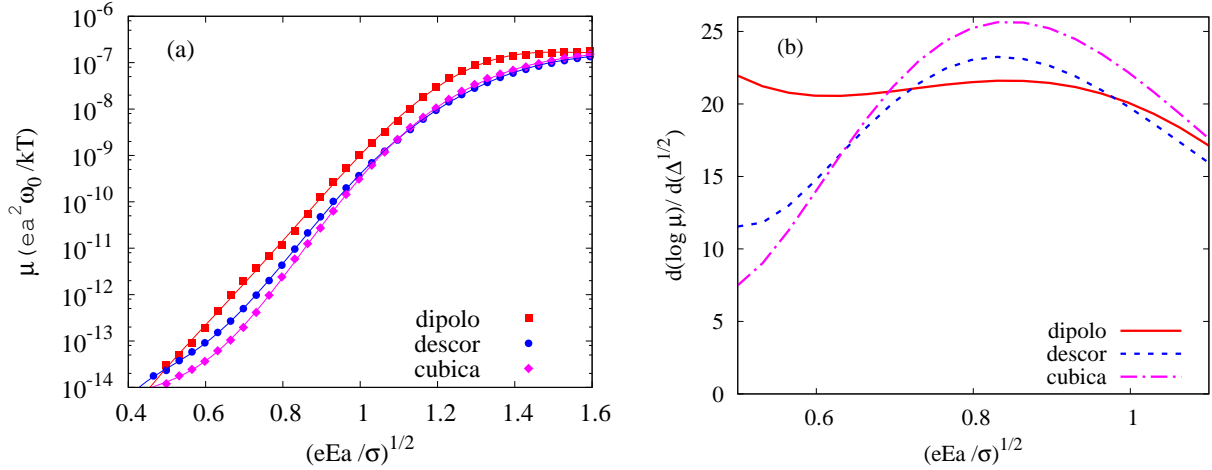 (a)
10^-6
10^-7
10^-8
10^-9
10^-10
10^-11
10^-12
10^-13
10^-14
μ (ea^2 ω_0 /kT)
dipolo
descor
cubica
0.4 0.6 0.8 1 1.2 1.4 1.6
(eEa /σ)^1/2
(b)
25
20
15
10
5
0
d(log μ)/ d(Δ^1/2)
dipolo
descor
cubica
0.6 0.8 1
(eEa /σ)^1/2